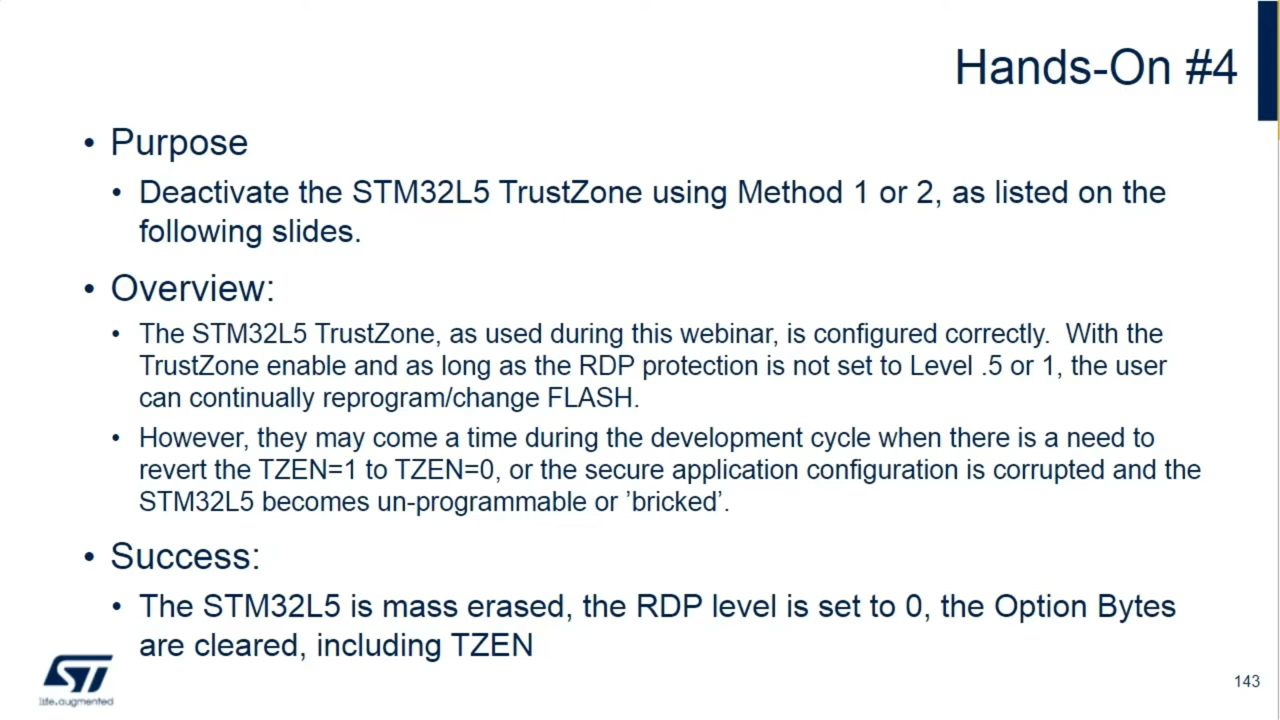 Hands-On #4
• Purpose
• Deactivate the STM32L5 TrustZone using Method 1 or 2, as listed on the
following slides.
• Overview:
• The STM32L5 TrustZone, as used during this webinar, is configured correctly.  With the
TrustZone enable and as long as the RDP protection is not set to Level .5 or 1, the user
can continually reprogram/change FLASH.
• However, they may come a time during the development cycle when there is a need to
revert the TZEN=1 to TZEN=0, or the secure application configuration is corrupted and the
STM32L5 becomes un-programmable or ’bricked’.
• Success:
• The STM32L5 is mass erased, the RDP level is set to 0, the Option Bytes
are cleared, including TZEN
ST
life.augmented
143